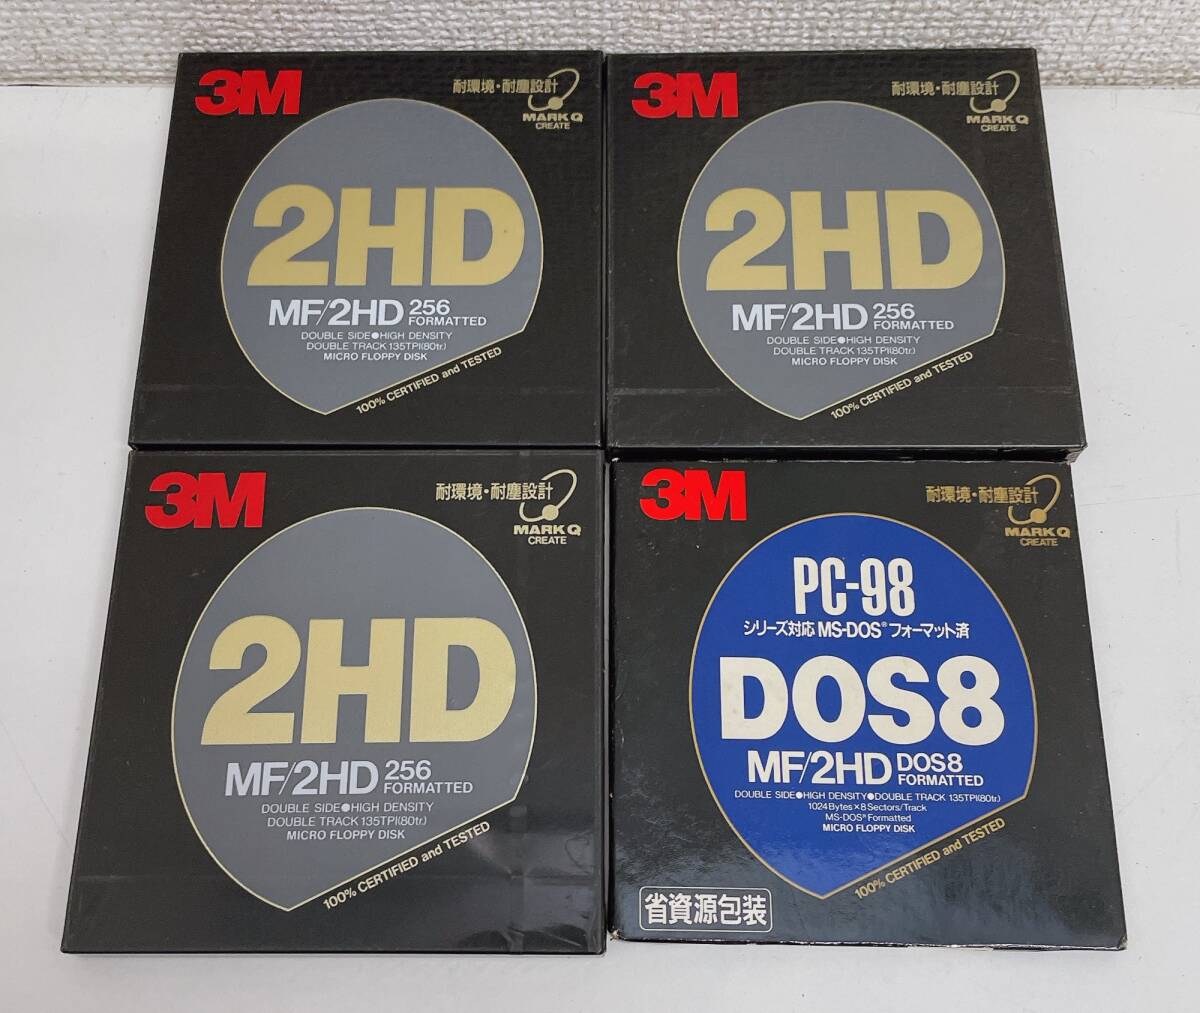 3M
耐環境・耐塵設計
MARK Q
CREATE
2HD
MF/2HD 256
FORMATTED
DOUBLE SIDE●HIGH DENSITY
DOUBLE TRACK 135TPI(80tr.)
MICRO FLOPPY DISK
100% CERTIFIED and TESTED
3M
耐環境・耐塵設計
MARK Q
CREATE
2HD
MF/2HD 256
FORMATTED
DOUBLE SIDE●HIGH DENSITY
DOUBLE TRACK 135TPI(80tr.)
MICRO FLOPPY DISK
100% CERTIFIED and TESTED
3M
耐環境・耐塵設計
MARK Q
CREATE
2HD
MF/2HD 256
FORMATTED
DOUBLE SIDE●HIGH DENSITY
DOUBLE TRACK 135TPI(80tr.)
MICRO FLOPPY DISK
100% CERTIFIED and TESTED
3M
耐環境・耐塵設計
MARK Q
CREATE
PC-98
シリーズ対応 MS-DOS® フォーマット済
DOS8
MF/2HD DOS8
FORMATTED
DOUBLE SIDE●HIGH DENSITY●DOUBLE TRACK 135TPI(80tr.)
1024 Bytes×8 Sectors/Track
MS-DOS® Formatted
MICRO FLOPPY DISK
100% CERTIFIED and TESTED
省資源包装